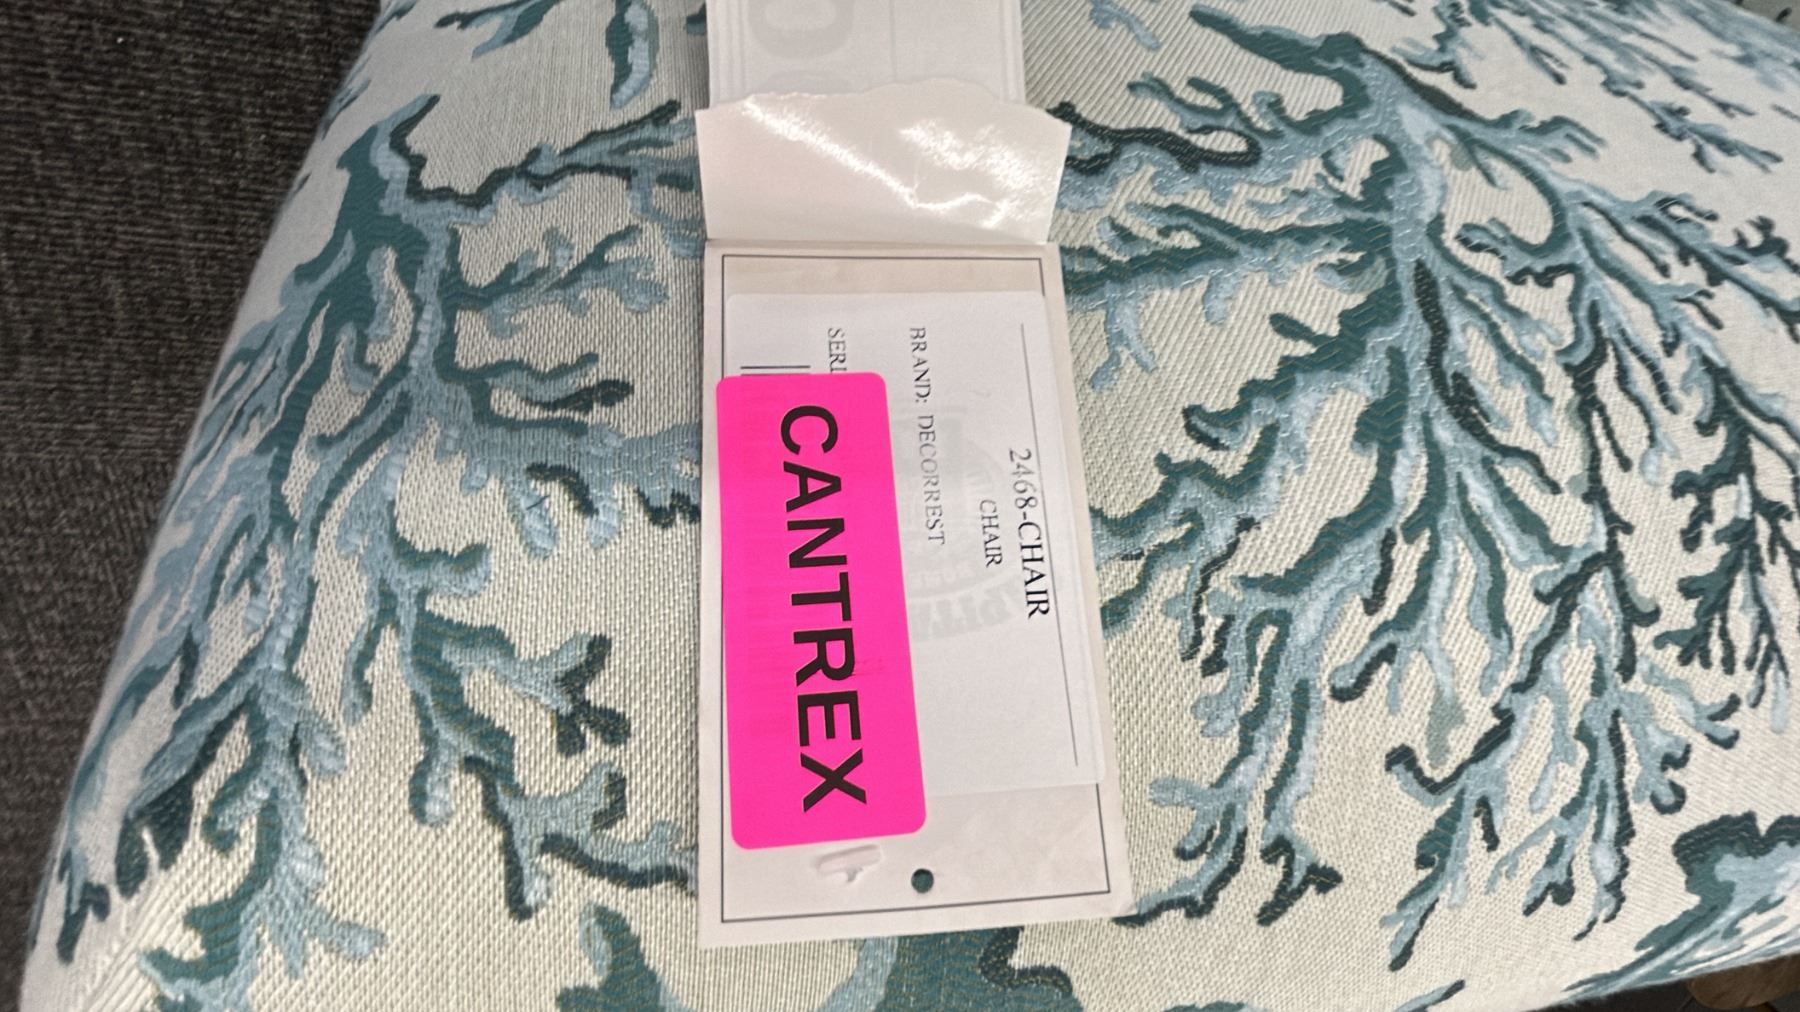 2468-CHAIR
CHAIR
BRAND: DECORREST
CANTREX